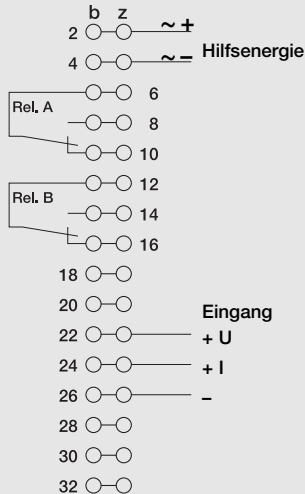 b z
2 ~ +
4 ~ – Hilfsenergie
6
Rel. A
8
10
12
Rel. B
14
16
18
20
Eingang
22 + U
24 + I
26 –
28
30
32